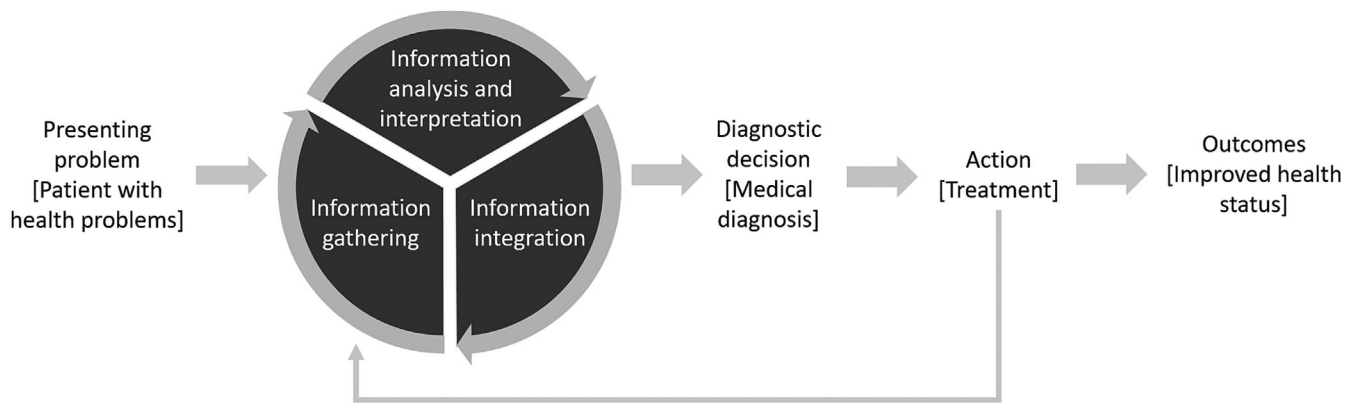 Presenting
problem
[Patient with
health problems]
Information
analysis and
interpretation
Information
gathering
Information
integration
Diagnostic
decision
[Medical
diagnosis]
Action
[Treatment]
Outcomes
[Improved health
status]